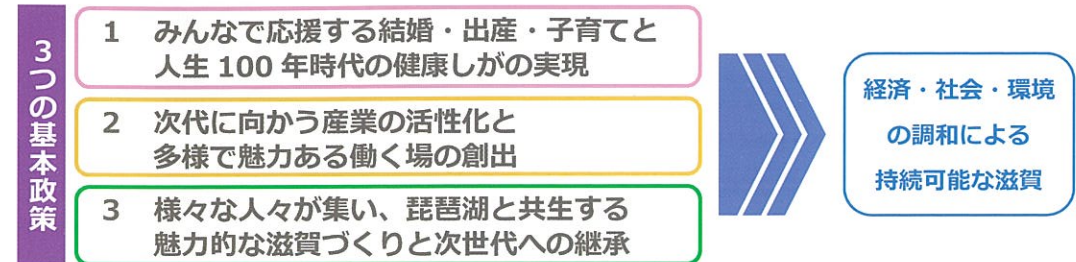 3つの基本政策
1 みんなで応援する結婚・出産・子育てと
人生 100 年時代の健康しがの実現
2 次代に向かう産業の活性化と
多様で魅力ある働く場の創出
3 様々な人々が集い、琵琶湖と共生する
魅力的な滋賀づくりと次世代への継承
経済・社会・環境
の調和による
持続可能な滋賀